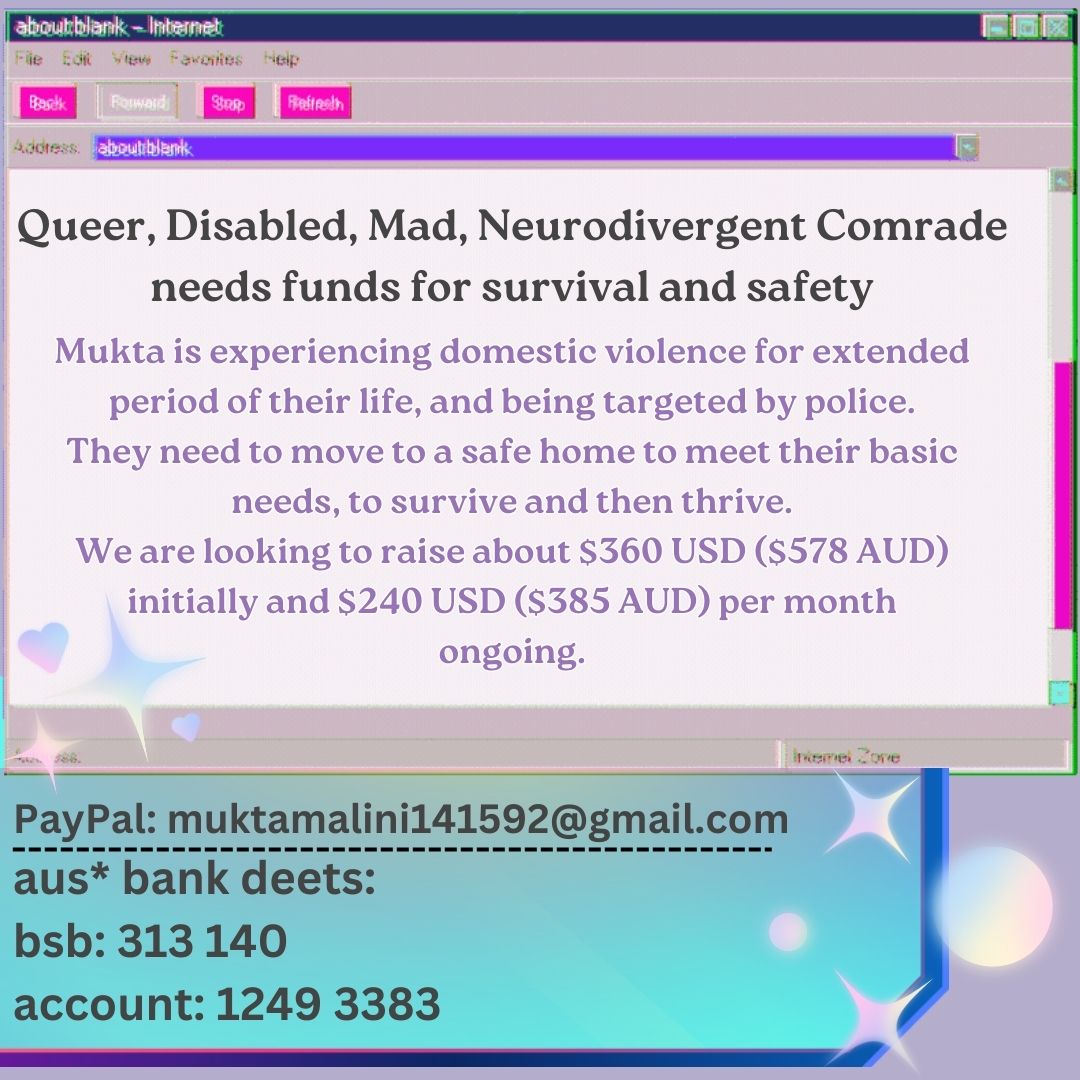 about:blank - Internet
File Edit View Favorites Help
Back Forward Stop Refresh
Address: about:blank
Queer, Disabled, Mad, Neurodivergent Comrade
needs funds for survival and safety
Mukta is experiencing domestic violence for extended
period of their life, and being targeted by police.
They need to move to a safe home to meet their basic
needs, to survive and then thrive.
We are looking to raise about $360 USD ($578 AUD)
initially and $240 USD ($385 AUD) per month
ongoing.
Address: Internet Zone
PayPal: muktamalini141592@gmail.com
aus* bank deets:
bsb: 313 140
account: 1249 3383